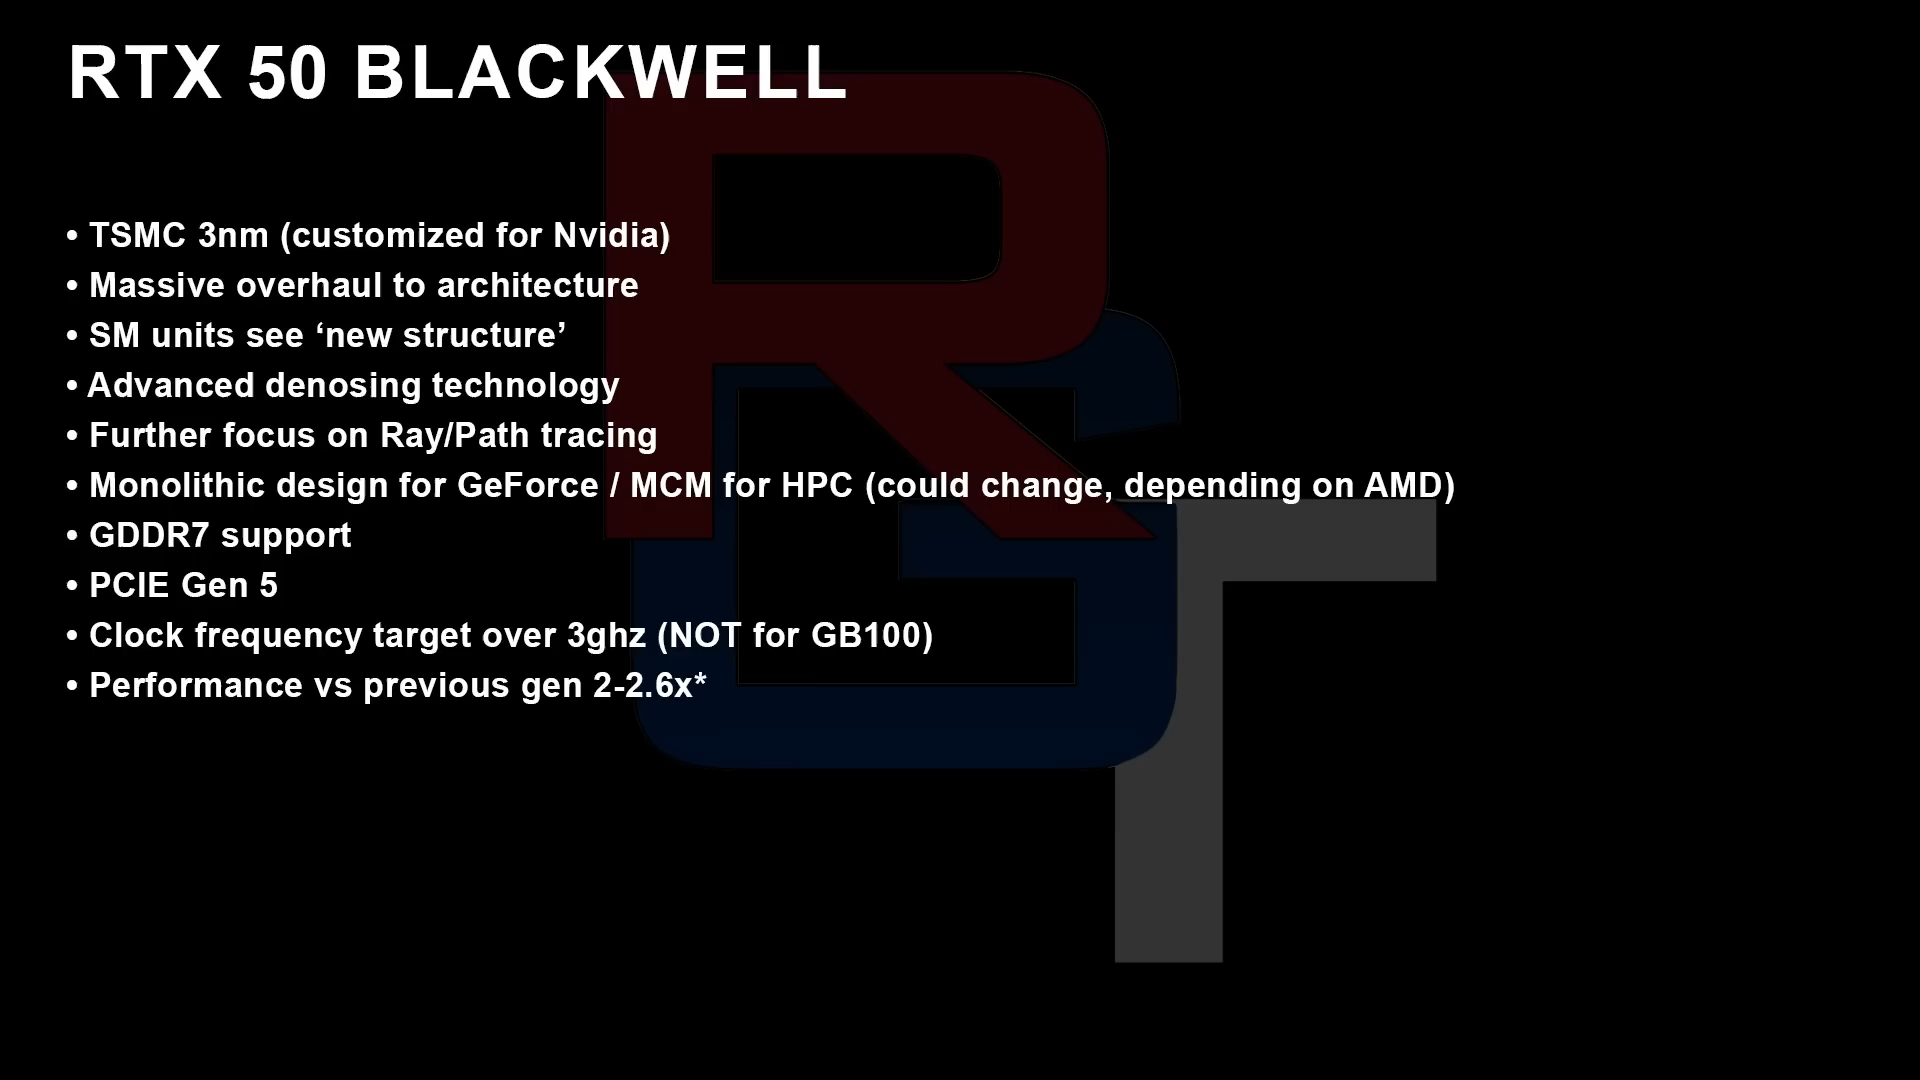 RTX 50 BLACKWELL
• TSMC 3nm (customized for Nvidia)
• Massive overhaul to architecture
• SM units see ‘new structure’
• Advanced denosing technology
• Further focus on Ray/Path tracing
• Monolithic design for GeForce / MCM for HPC (could change, depending on AMD)
• GDDR7 support
• PCIE Gen 5
• Clock frequency target over 3ghz (NOT for GB100)
• Performance vs previous gen 2-2.6x*
RGT